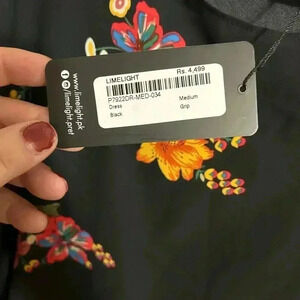 LIMELIGHT Rs. 4,499
P7922DR-MED-034
Dress Medium
Black Grip
www.limelight.pk
limelight.pret